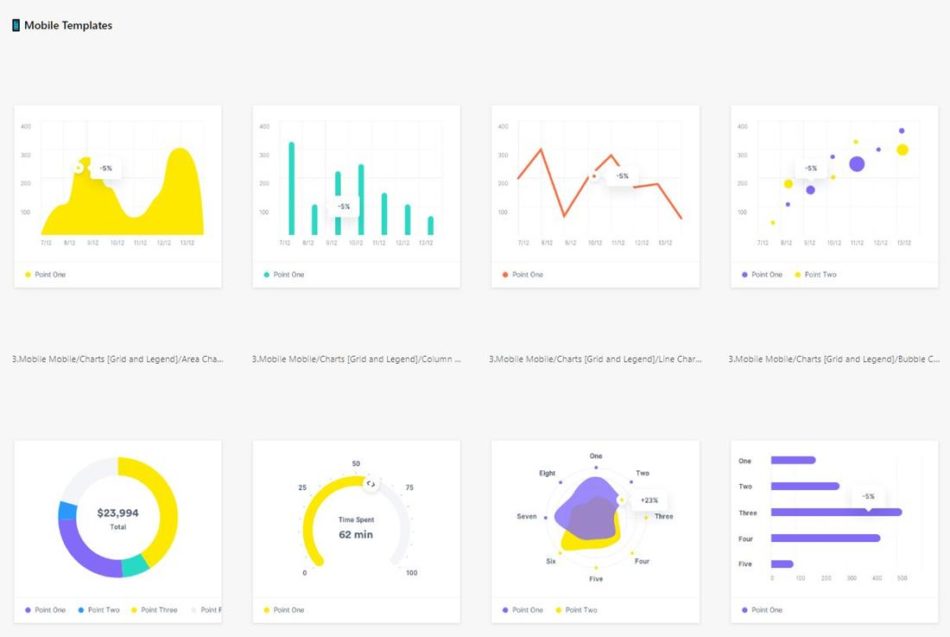 Mobile Templates
400
300
200
100
-5%
7/12 8/12 9/12 10/12 11/12 12/12 13/12
Point One
400
300
200
100
-5%
7/12 8/12 9/12 10/12 11/12 12/12 13/12
Point One
400
300
200
100
-5%
7/12 8/12 9/12 10/12 11/12 12/12 13/12
Point One
400
300
200
100
-5%
7/12 8/12 9/12 10/12 11/12 12/12 13/12
Point One Point Two
3.Mobile Mobile/Charts [Grid and Legend]/Area Cha...
3.Mobile Mobile/Charts [Grid and Legend]/Column ...
3.Mobile Mobile/Charts [Grid and Legend]/Line Char...
3.Mobile Mobile/Charts [Grid and Legend]/Bubble C...
$23,994
Total
Point One Point Two Point Three Point F
50
25 75
Time Spent
62 min
0 100
Point One
One
Eight Two
+23%
Seven Three
Six Four
Five
Point One Point Two
One
Two
-5%
Three
Four
Five
0 100 200 300 400 500
Point One